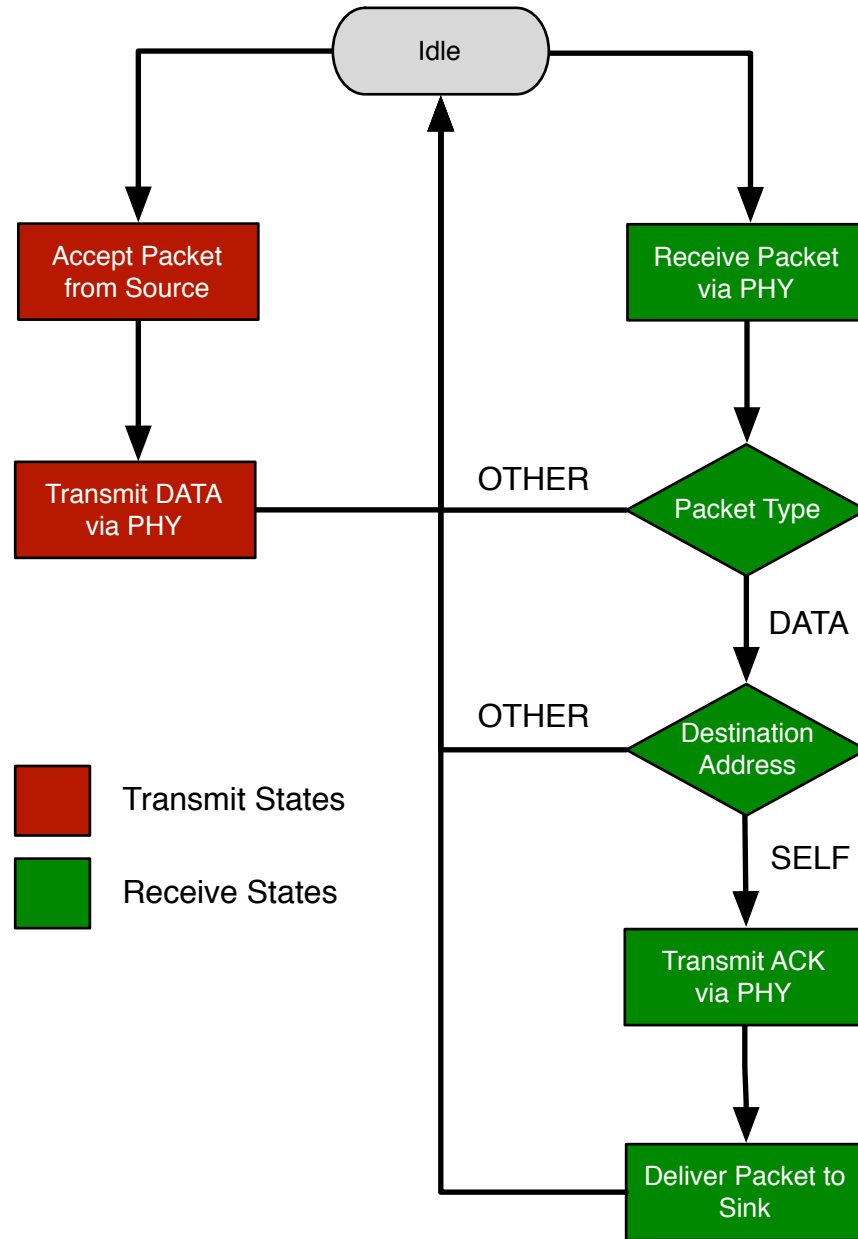 Idle
Accept Packet
from Source
Receive Packet
via PHY
Transmit DATA
via PHY
OTHER
Packet Type
DATA
OTHER
Destination
Address
Transmit States
SELF
Receive States
Transmit ACK
via PHY
Deliver Packet to
Sink